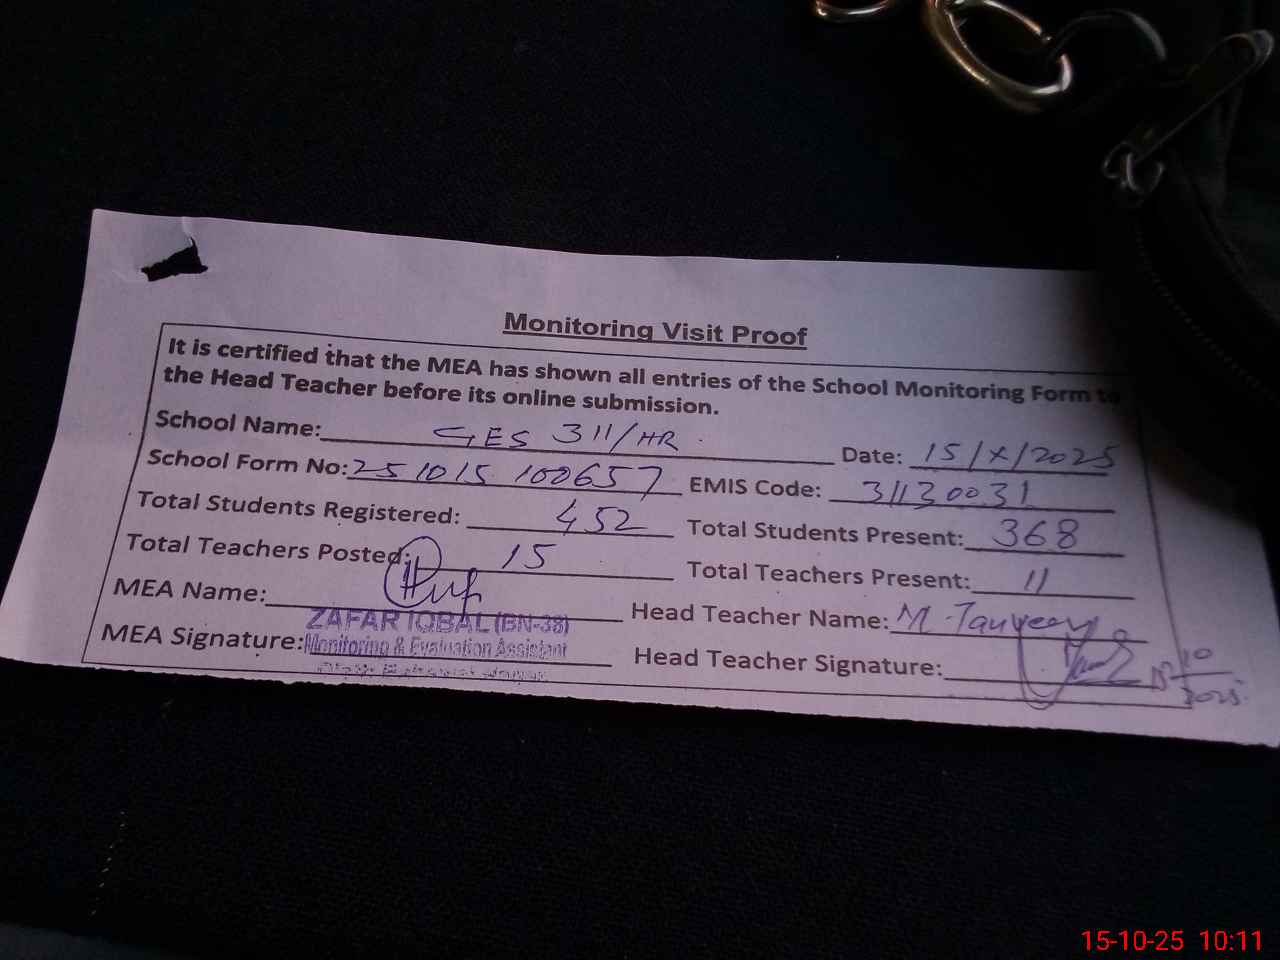 Monitoring Visit Proof
It is certified that the MEA has shown all entries of the School Monitoring Form to
the Head Teacher before its online submission.
School Name: GES 311/HR Date: 15/X/2025
School Form No: 251015 100657 EMIS Code: 31130031
Total Students Registered: 452 Total Students Present: 368
Total Teachers Posted: 15 Total Teachers Present: 11
MEA Name: Head Teacher Name: M. Tanveer
ZAFAR IQBAL (BN-38)
MEA Signature: Monitoring & Evaluation Assistant Head Teacher Signature: 15/10/2025
15-10-25 10:11